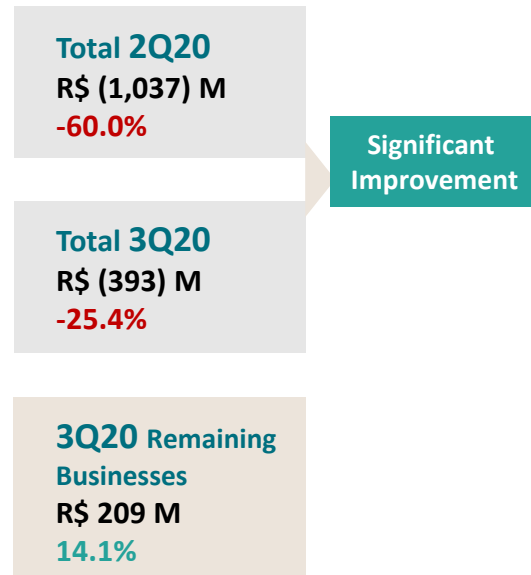 Total 2Q20
R$ (1,037) M
-60.0%
Significant
Improvement
Total 3Q20
R$ (393) M
-25.4%
3Q20 Remaining
Businesses
R$ 209 M
14.1%